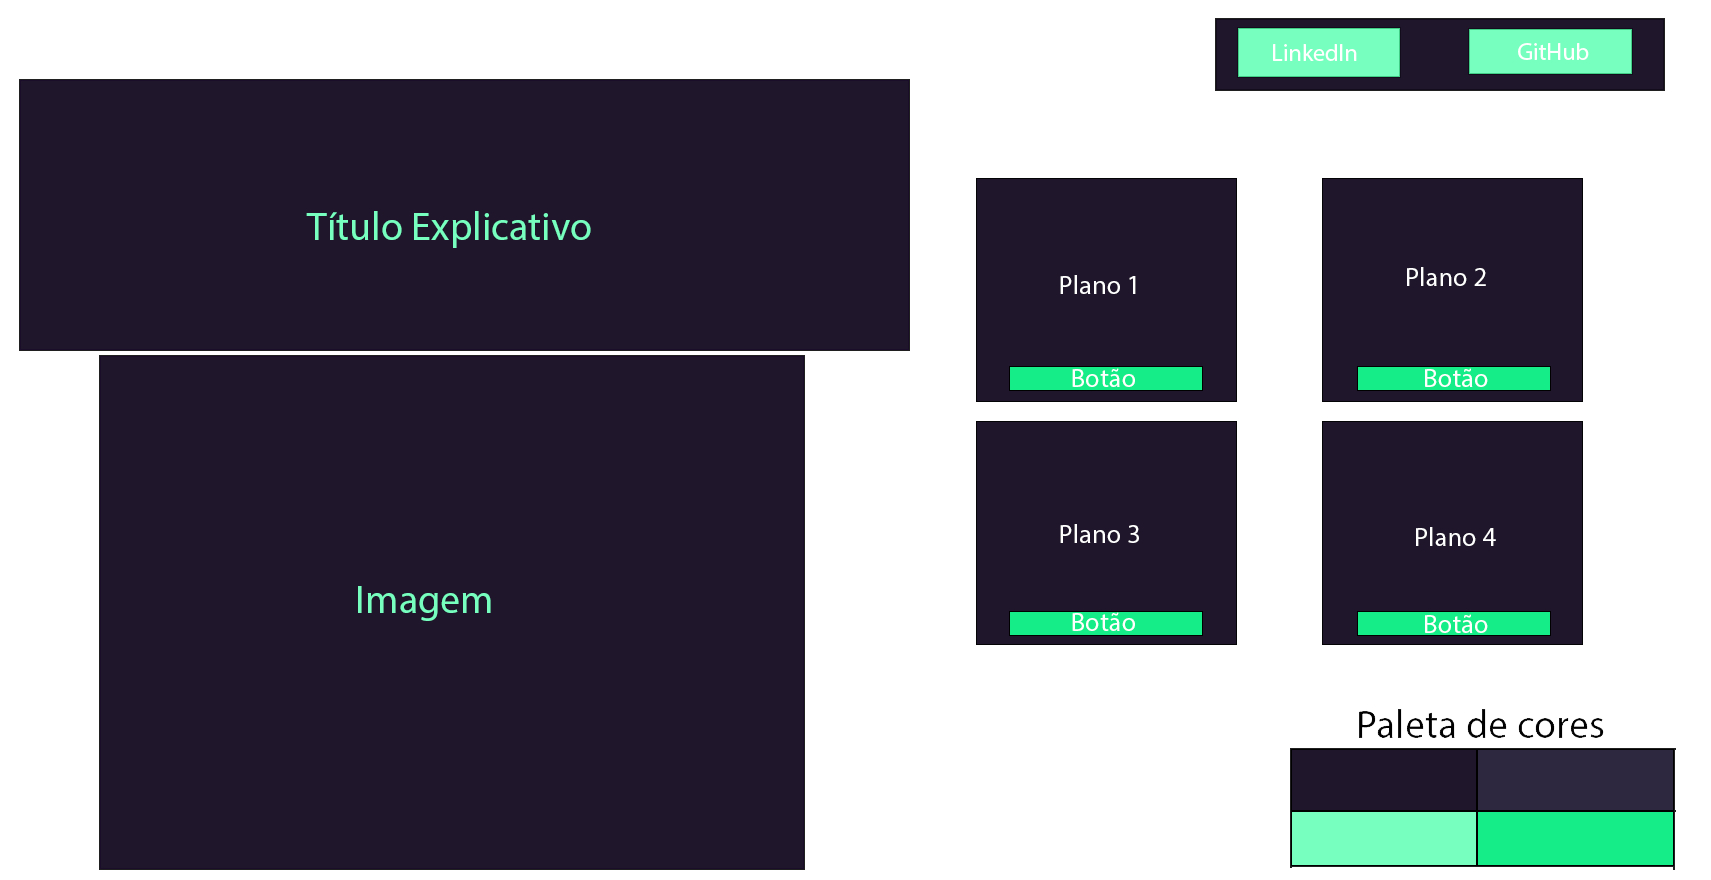 LinkedIn
GitHub
Título Explicativo
Imagem
Plano 1
Botão
Plano 2
Botão
Plano 3
Botão
Plano 4
Botão
Paleta de cores